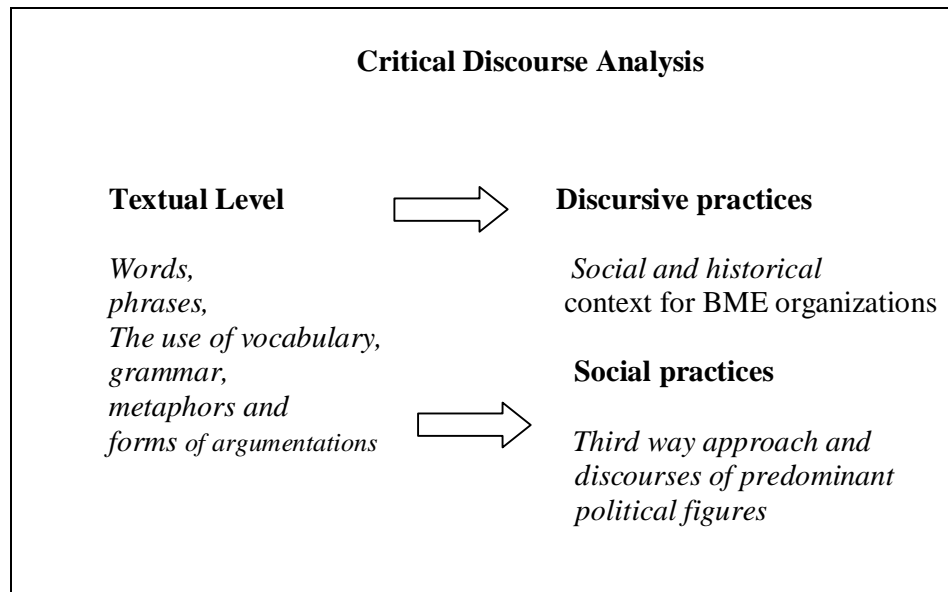 Critical Discourse Analysis
Textual Level
Words,
phrases,
The use of vocabulary,
grammar,
metaphors and
forms of argumentations
Discursive practices
Social and historical
context for BME organizations
Social practices
Third way approach and
discourses of predominant
political figures